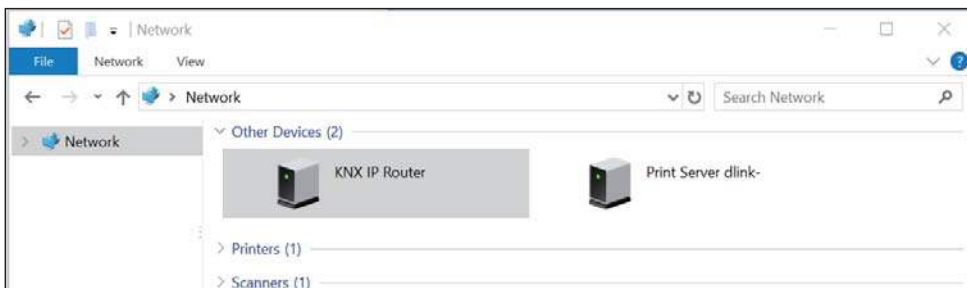 Network
File Network View
Network Search Network
Network
Other Devices (2)
KNX IP Router Print Server dlink-
Printers (1)
Scanners (1)